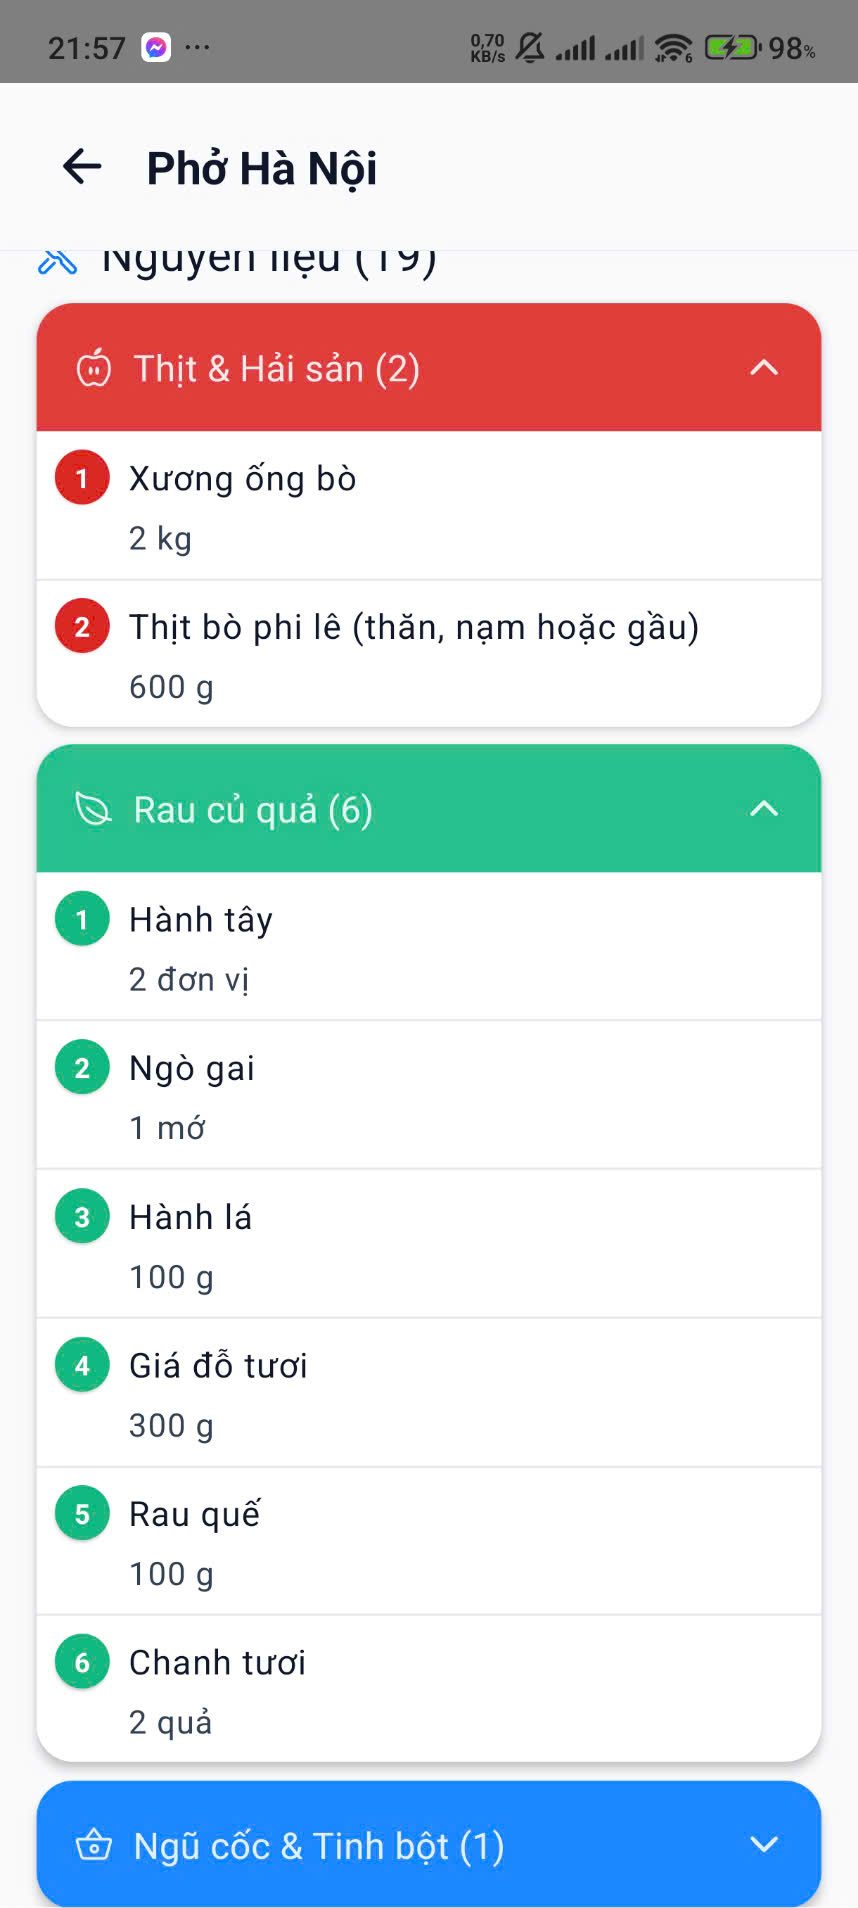 21:57 ... 0,70 KB/s 6 98%
Phở Hà Nội
Nguyên liệu (19)
Thịt & Hải sản (2)
1 Xương ống bò
2 kg
2 Thịt bò phi lê (thăn, nạm hoặc gầu)
600 g
Rau củ quả (6)
1 Hành tây
2 đơn vị
2 Ngò gai
1 mớ
3 Hành lá
100 g
4 Giá đỗ tươi
300 g
5 Rau quế
100 g
6 Chanh tươi
2 quả
Ngũ cốc & Tinh bột (1)